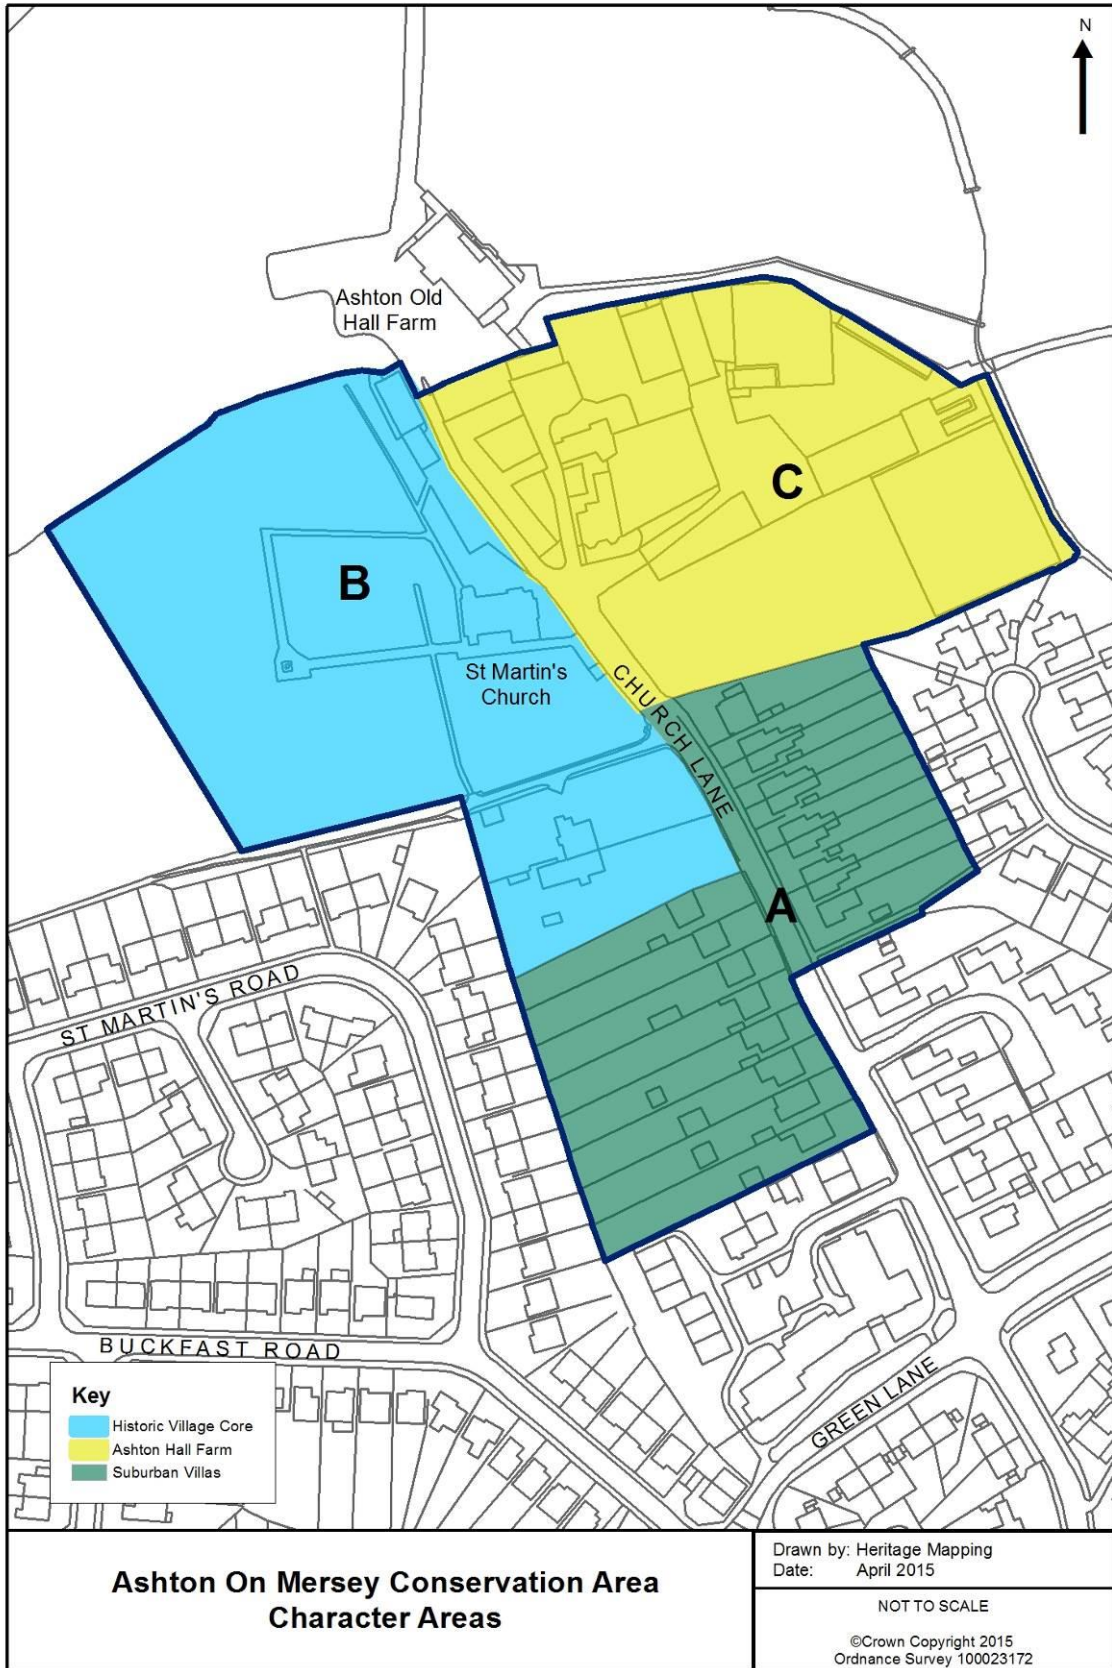 N
Ashton Old
Hall Farm
C
B
St Martin's
Church
CHURCH LANE
A
ST MARTIN'S ROAD
BUCKFAST ROAD
GREEN LANE
Key
Historic Village Core
Ashton Hall Farm
Suburban Villas
Ashton On Mersey Conservation Area
Character Areas
Drawn by: Heritage Mapping
Date: April 2015
NOT TO SCALE
©Crown Copyright 2015
Ordnance Survey 100023172